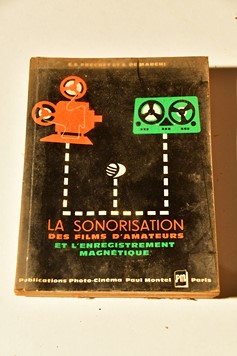 LA SONORISATION
DES FILMS D'AMATEURS
ET L'ENREGISTREMENT
MAGNÉTIQUE
Publications Photo-Cinéma Paul Montel Paris